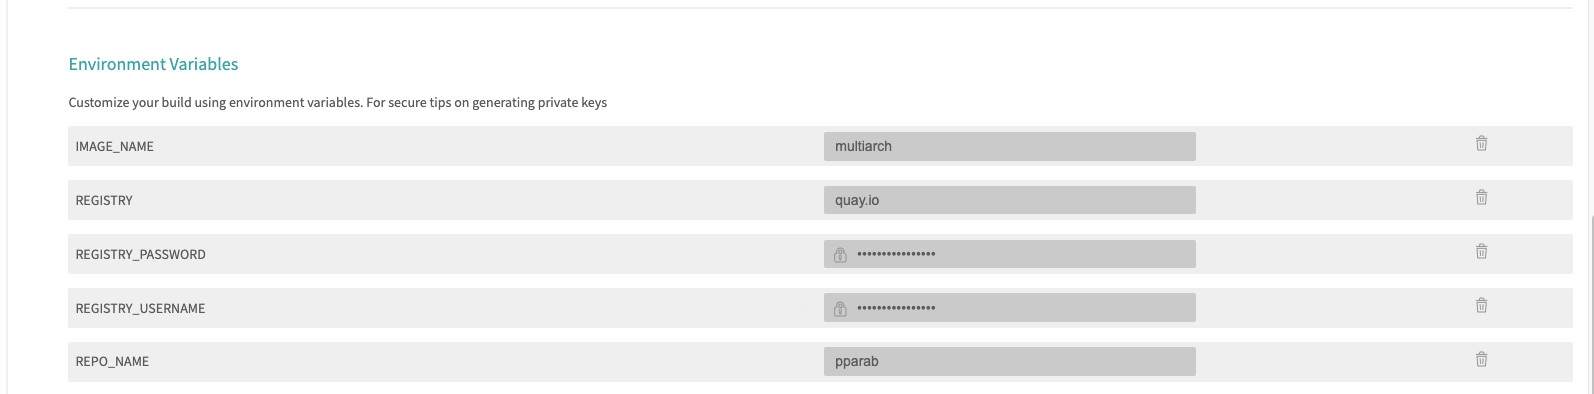 Environment Variables
Customize your build using environment variables. For secure tips on generating private keys
IMAGE_NAME multiarch
REGISTRY quay.io
REGISTRY_PASSWORD ••••••••••••••••
REGISTRY_USERNAME ••••••••••••••••
REPO_NAME pparab